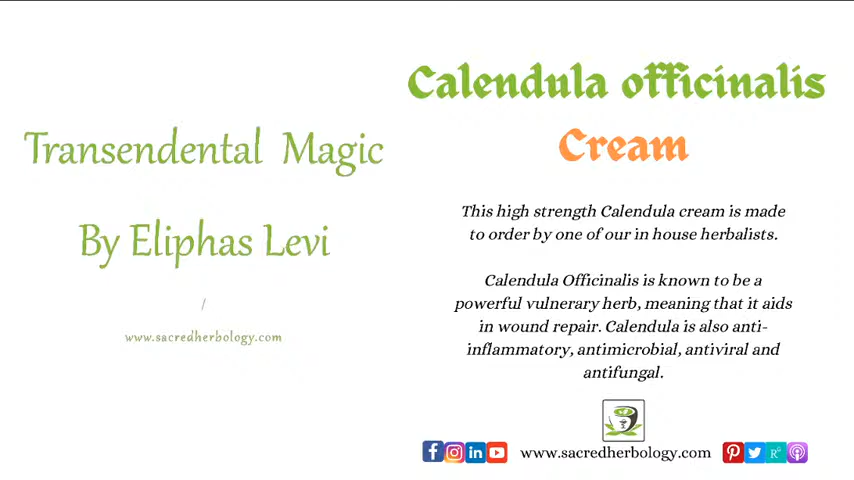 Transendental Magic
By Eliphas Levi
/
www.sacredherbology.com
Calendula officinalis
Cream
This high strength Calendula cream is made
to order by one of our in house herbalists.
Calendula Officinalis is known to be a
powerful vulnerary herb, meaning that it aids
in wound repair. Calendula is also anti-
inflammatory, antimicrobial, antiviral and
antifungal.
www.sacredherbology.com